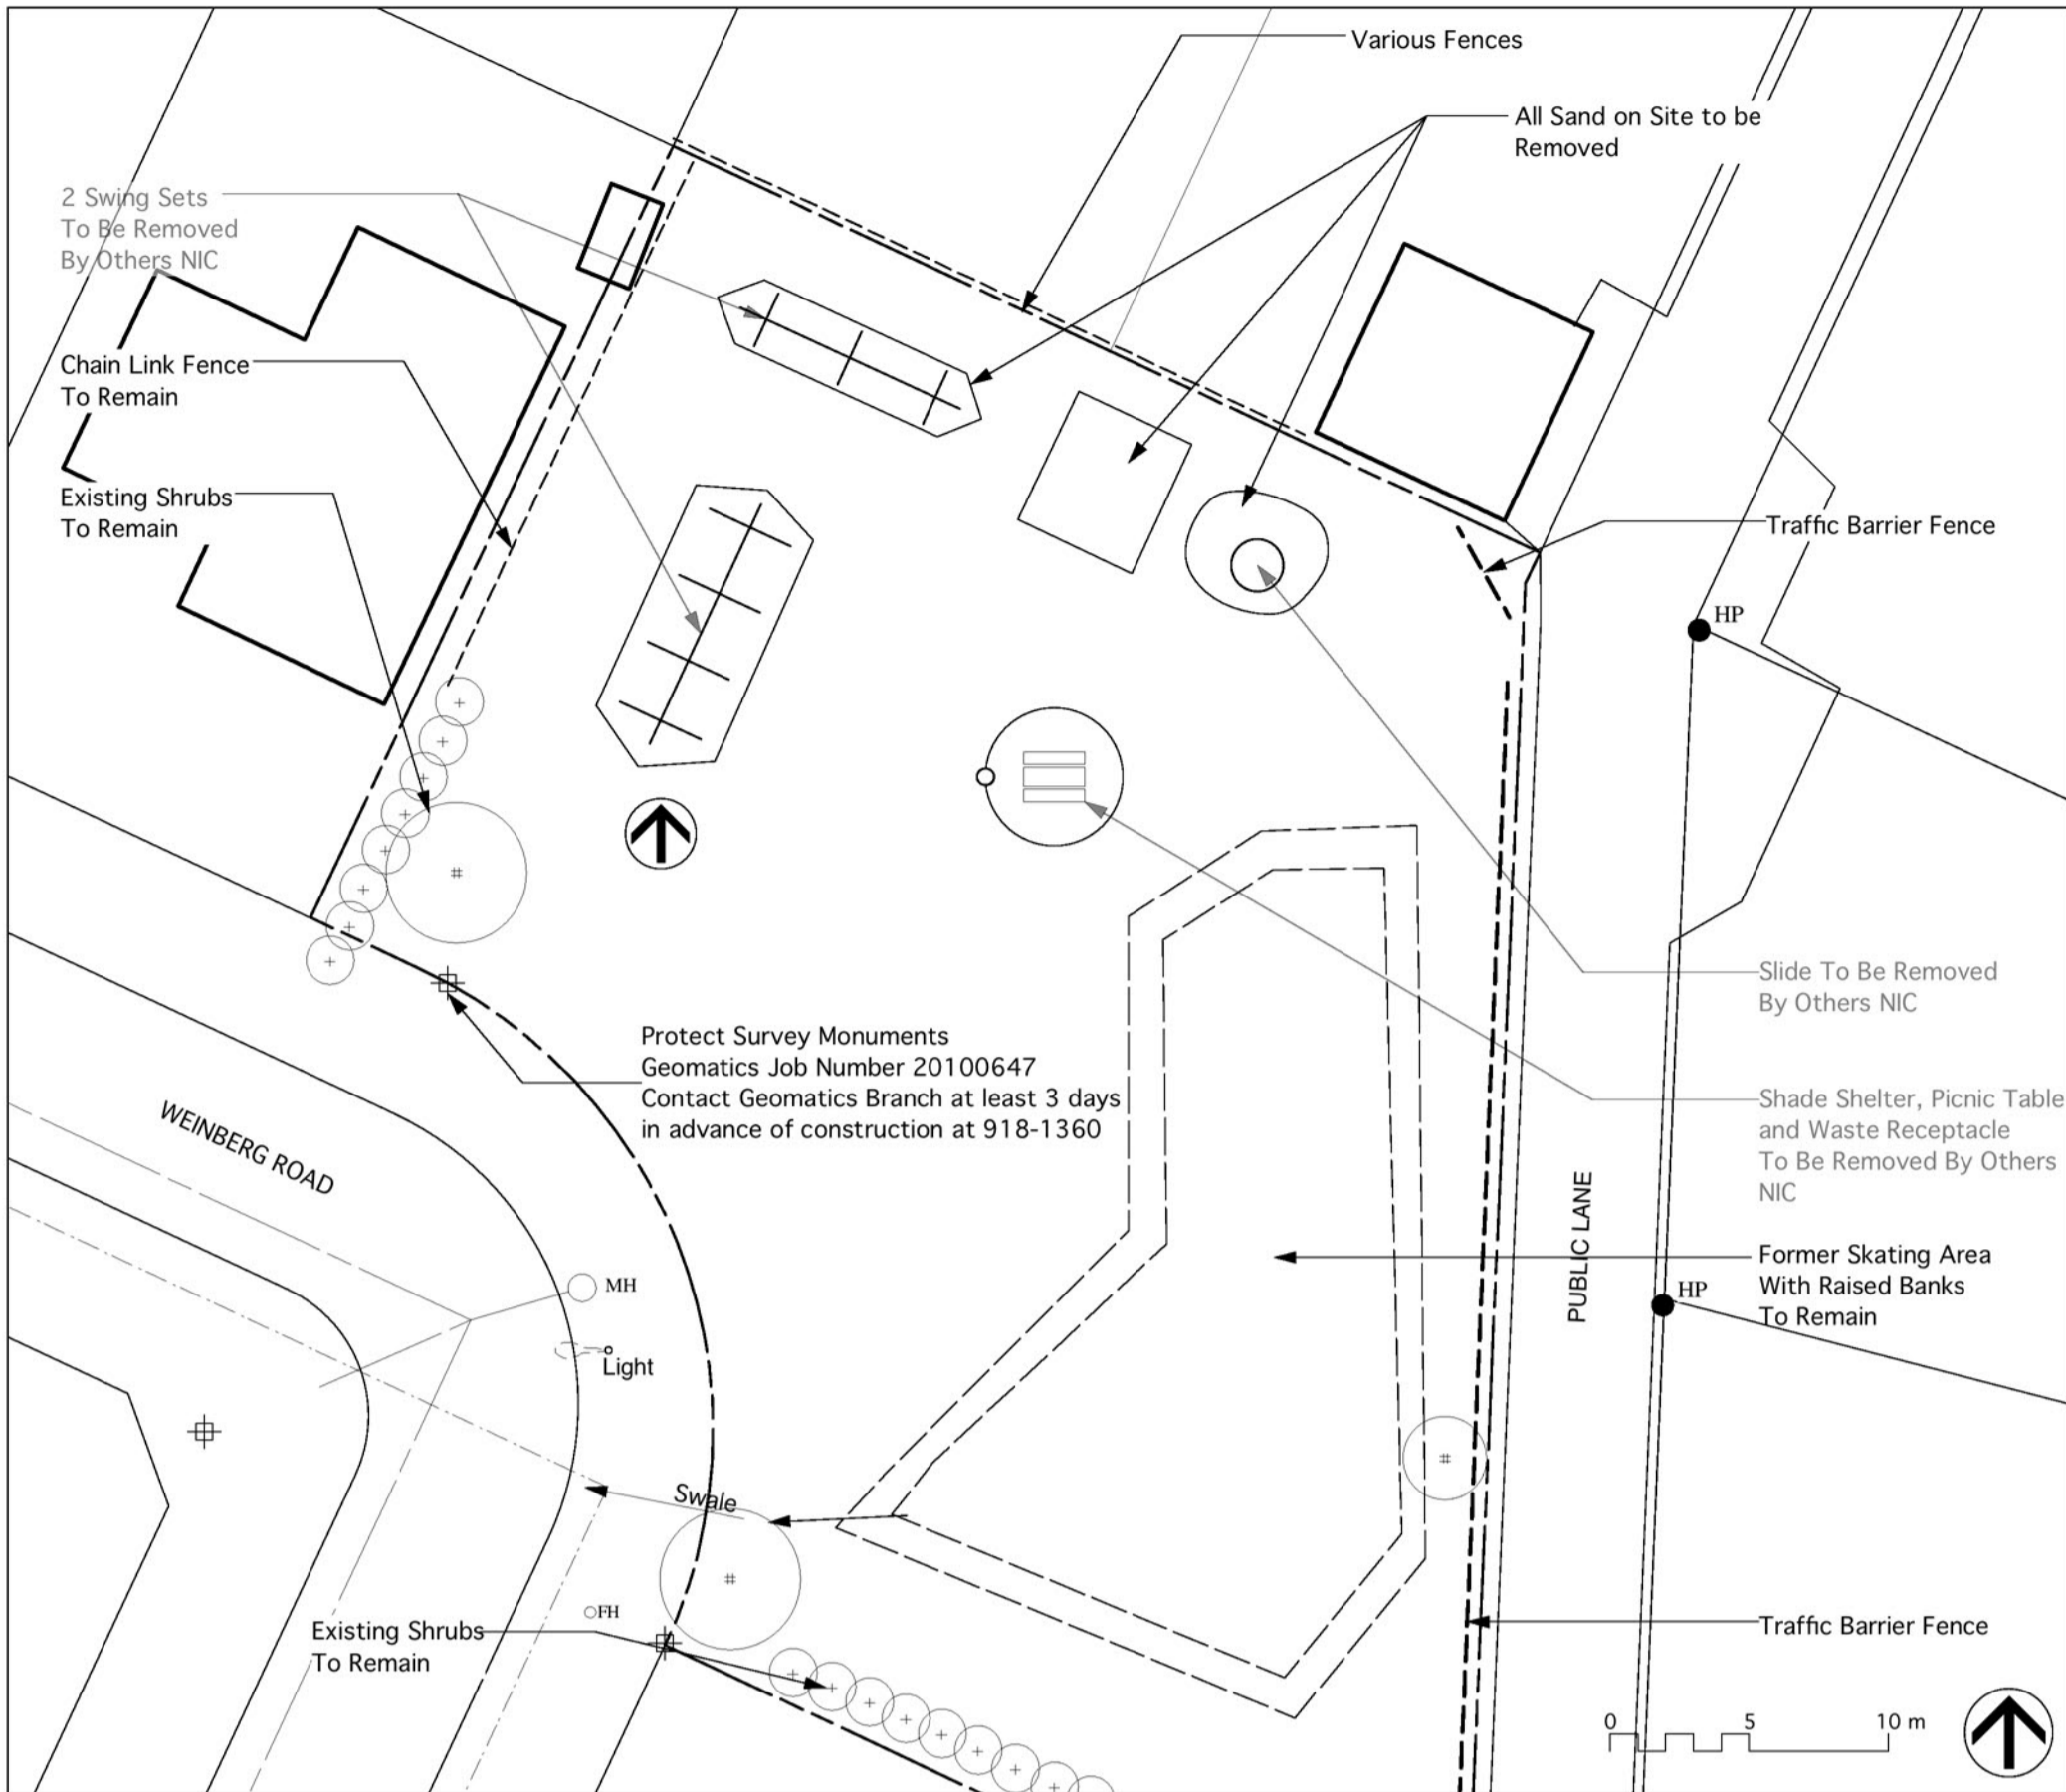 Various Fences
All Sand on Site to be
Removed
2 Swing Sets
To Be Removed
By Others NIC
Chain Link Fence
To Remain
Existing Shrubs
To Remain
Traffic Barrier Fence
HP
Slide To Be Removed
By Others NIC
Protect Survey Monuments
Geomatics Job Number 20100647
Contact Geomatics Branch at least 3 days
in advance of construction at 918-1360
Shade Shelter, Picnic Table
and Waste Receptacle
To Be Removed By Others
NIC
WEINBERG ROAD
PUBLIC LANE
Former Skating Area
With Raised Banks
To Remain
HP
MH
Light
Swale
FH
Existing Shrubs
To Remain
Traffic Barrier Fence
0 5 10 m